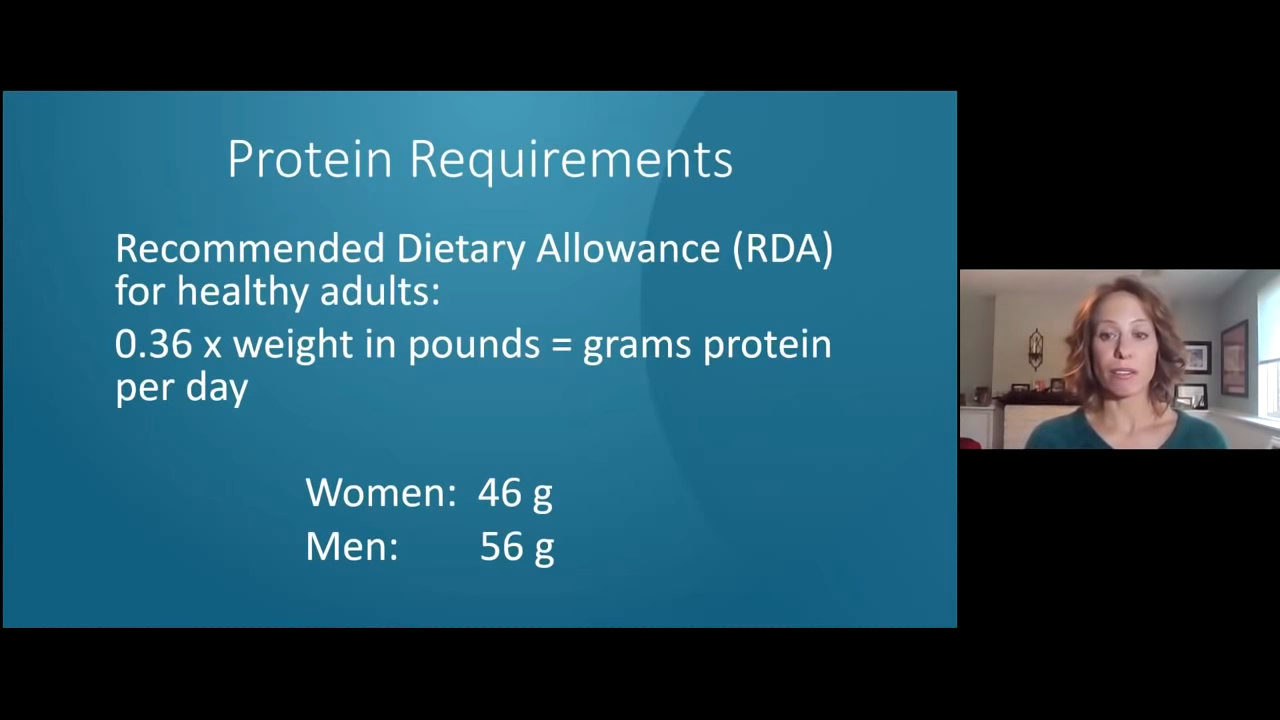 Protein Requirements
Recommended Dietary Allowance (RDA)
for healthy adults:
0.36 x weight in pounds = grams protein
per day
Women: 46 g
Men: 56 g